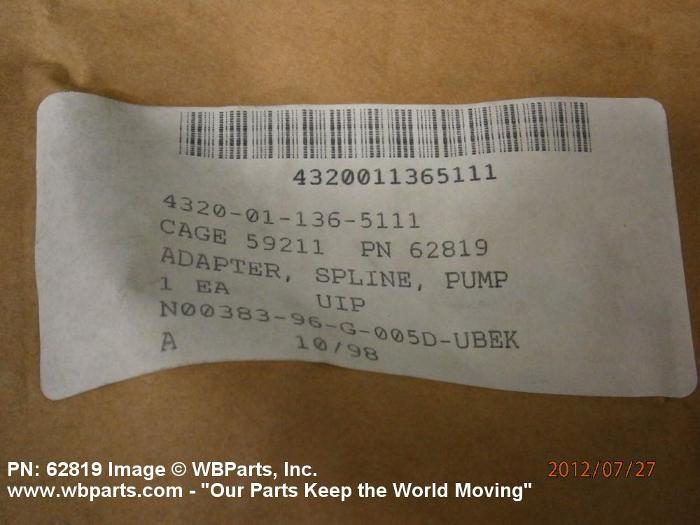 4320011365111
4320-01-136-5111
CAGE 59211 PN 62819
ADAPTER, SPLINE, PUMP
1 EA UIP
N00383-96-G-005D-UBEK
A 10/98
PN: 62819 Image © WBParts, Inc. 2012/07/27
www.wbparts.com - "Our Parts Keep the World Moving"